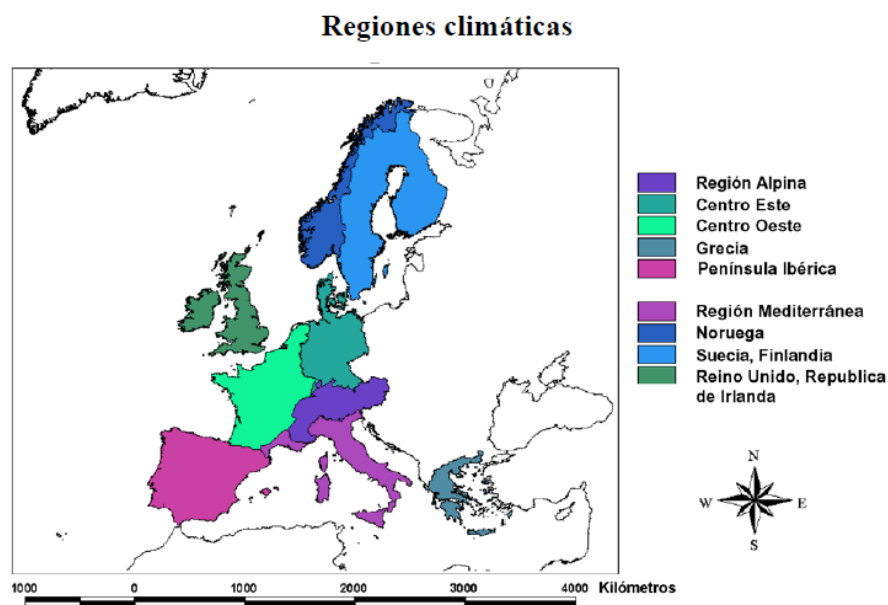 Regiones climáticas
Región Alpina
Centro Este
Centro Oeste
Grecia
Península Ibérica
Región Mediterránea
Noruega
Suecia, Finlandia
Reino Unido, Republica
de Irlanda
N
W E
S
1000 0 1000 2000 3000 4000 Kilómetros